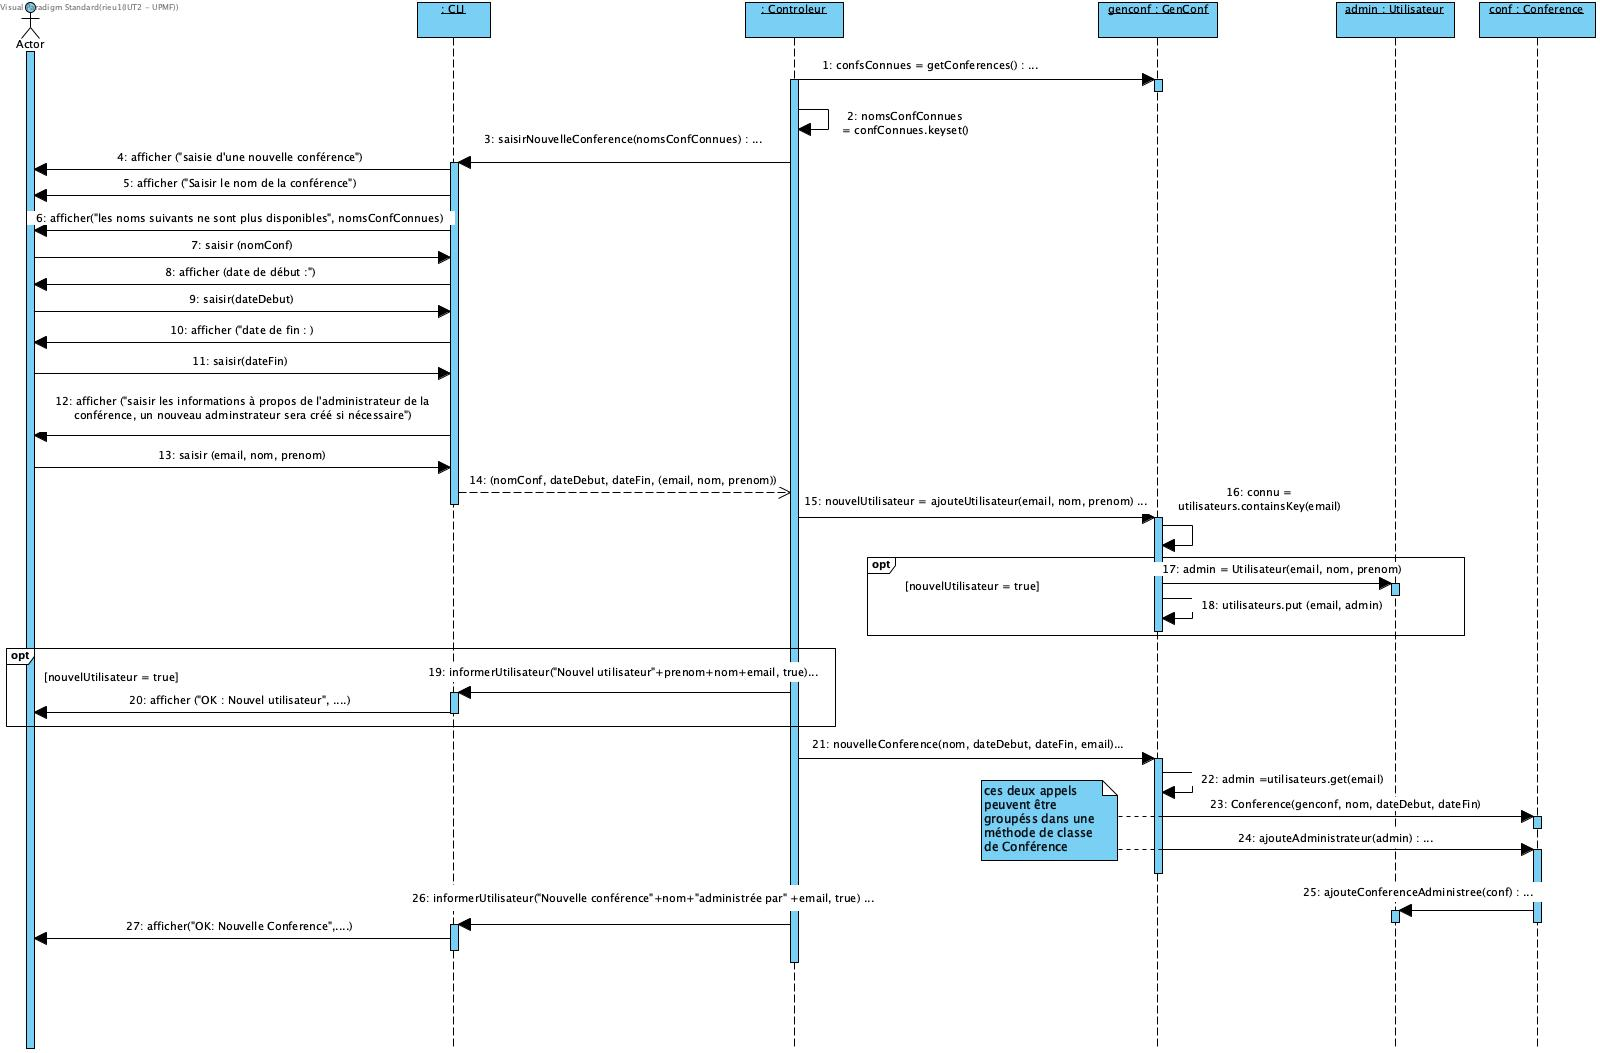 Visual Paradigm Standard(rieu1(IUT2 - UPMF))
Actor
: CLI
: Controleur
genconf : GenConf
admin : Utilisateur
conf : Conference
1: confsConnues = getConferences() : ...
2: nomsConfConnues
= confConnues.keyset()
3: saisirNouvelleConference(nomsConfConnues) : ...
4: afficher ("saisie d'une nouvelle conférence")
5: afficher ("Saisir le nom de la conférence")
6: afficher("les noms suivants ne sont plus disponibles", nomsConfConnues)
7: saisir (nomConf)
8: afficher (date de début :")
9: saisir(dateDebut)
10: afficher ("date de fin : )
11: saisir(dateFin)
12: afficher ("saisir les informations à propos de l'administrateur de la
conférence, un nouveau adminstrateur sera créé si nécessaire")
13: saisir (email, nom, prenom)
14: (nomConf, dateDebut, dateFin, (email, nom, prenom))
15: nouvelUtilisateur = ajouteUtilisateur(email, nom, prenom) ...
16: connu =
utilisateurs.containsKey(email)
opt
[nouvelUtilisateur = true]
17: admin = Utilisateur(email, nom, prenom)
18: utilisateurs.put (email, admin)
opt
[nouvelUtilisateur = true]
19: informerUtilisateur("Nouvel utilisateur"+prenom+nom+email, true)...
20: afficher ("OK : Nouvel utilisateur", ....)
21: nouvelleConference(nom, dateDebut, dateFin, email)...
22: admin =utilisateurs.get(email)
ces deux appels
peuvent être
groupéss dans une
méthode de classe
de Conférence
23: Conference(genconf, nom, dateDebut, dateFin)
24: ajouteAdministrateur(admin) : ...
25: ajouteConferenceAdministree(conf) : ...
26: informerUtilisateur("Nouvelle conférence"+nom+"administrée par" +email, true) ...
27: afficher("OK: Nouvelle Conference",....)